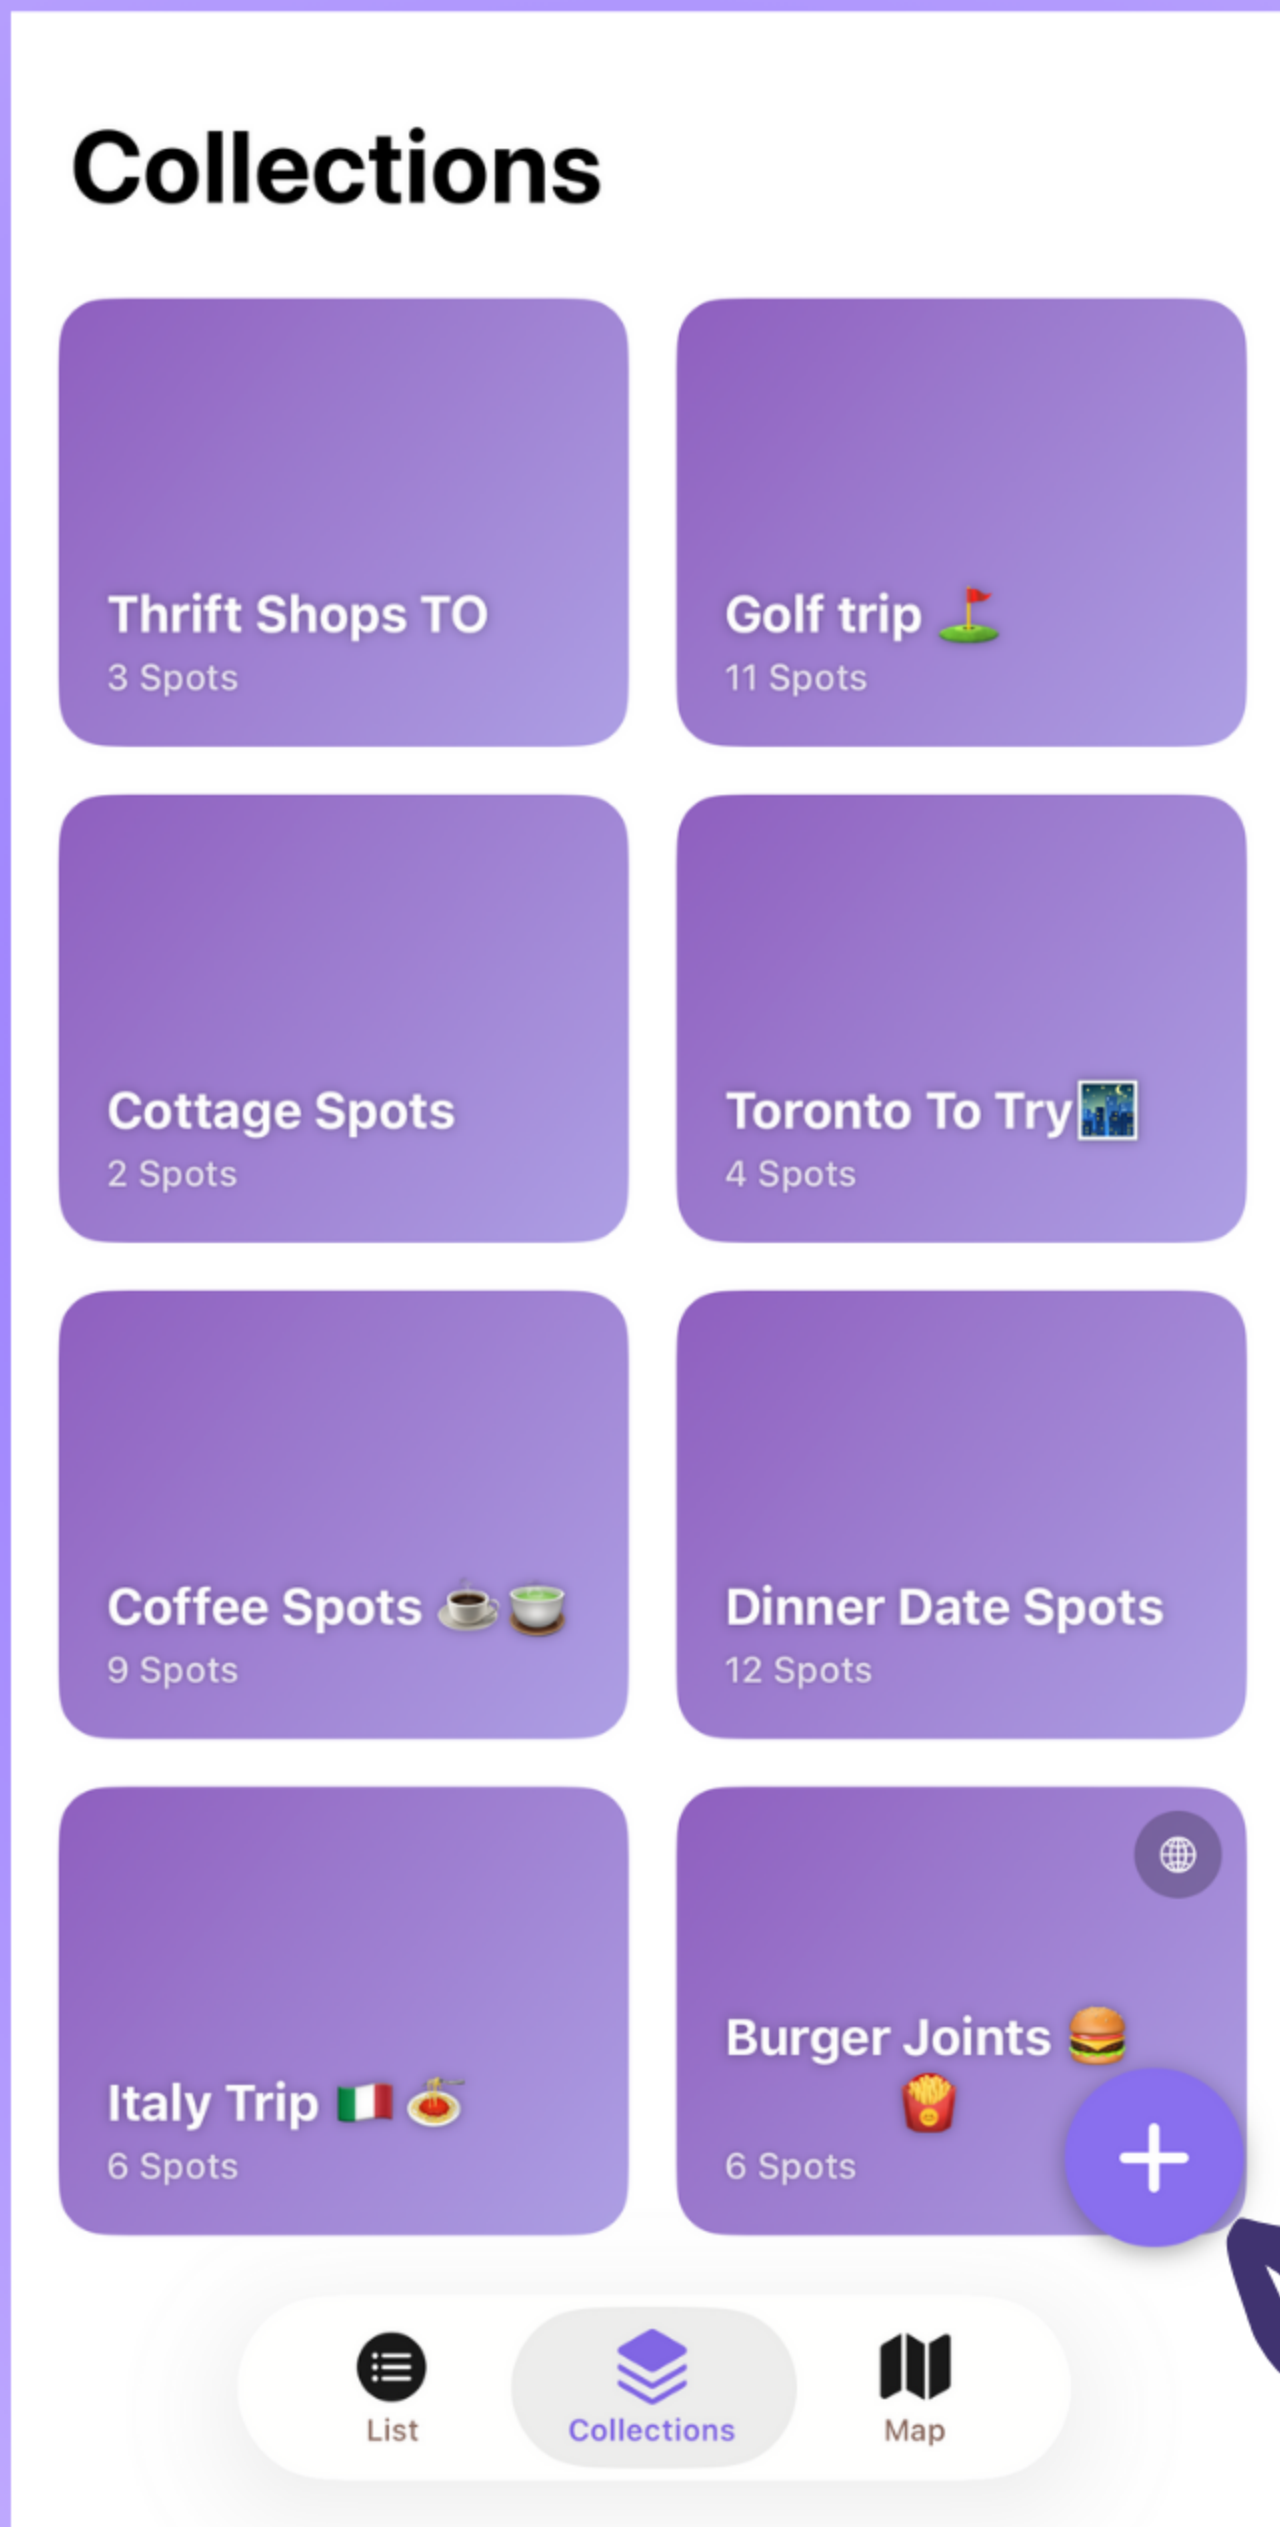 Collections
Thrift Shops TO
3 Spots
Golf trip ⛳
11 Spots
Cottage Spots
2 Spots
Toronto To Try🌃
4 Spots
Coffee Spots ☕🍵
9 Spots
Dinner Date Spots
12 Spots
Italy Trip 🇮🇹🍝
6 Spots
Burger Joints 🍔
🍟
6 Spots
List
Collections
Map